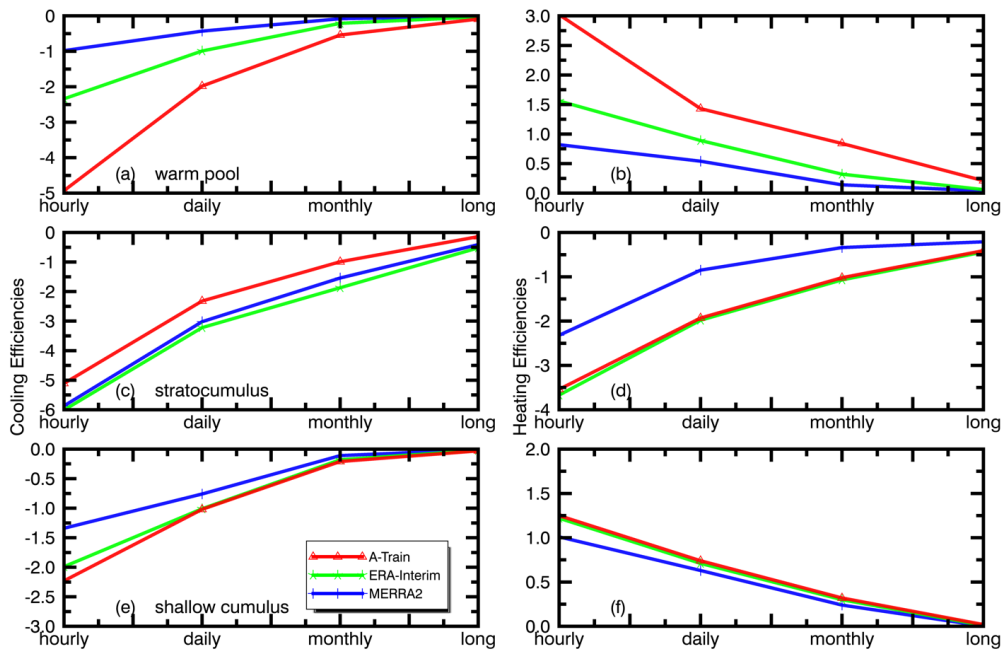 0
-1
-2
-3
-4
-5
(a) warm pool
hourly daily monthly long
3.0
2.5
2.0
1.5
1.0
0.5
0.0
(b)
hourly daily monthly long
Cooling Efficiencies
0
-1
-2
-3
-4
-5
-6
(c) stratocumulus
hourly daily monthly long
Heating Efficiencies
0
-1
-2
-3
-4
(d)
hourly daily monthly long
0.0
-0.5
-1.0
-1.5
-2.0
-2.5
-3.0
(e) shallow cumulus
A-Train
ERA-Interim
MERRA2
hourly daily monthly long
2.0
1.5
1.0
0.5
0.0
(f)
hourly daily monthly long